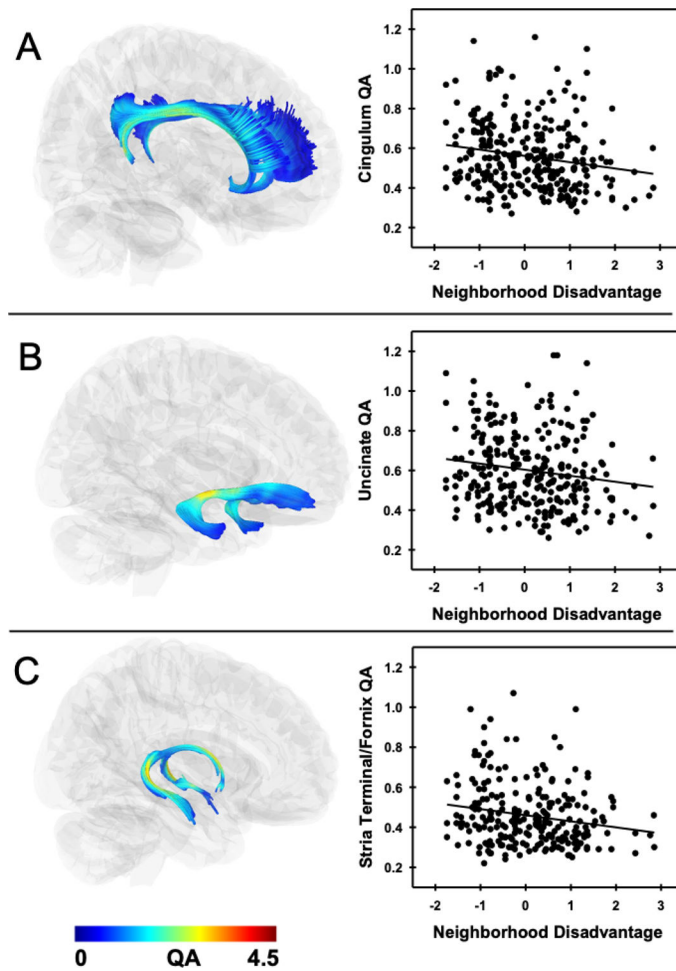 A
Cingulum QA
1.2
1.0
0.8
0.6
0.4
0.2
-2 -1 0 1 2 3
Neighborhood Disadvantage
B
Uncinate QA
1.2
1.0
0.8
0.6
0.4
0.2
-2 -1 0 1 2 3
Neighborhood Disadvantage
C
Stria Terminal/Fornix QA
1.2
1.0
0.8
0.6
0.4
0.2
-2 -1 0 1 2 3
Neighborhood Disadvantage
0 QA 4.5